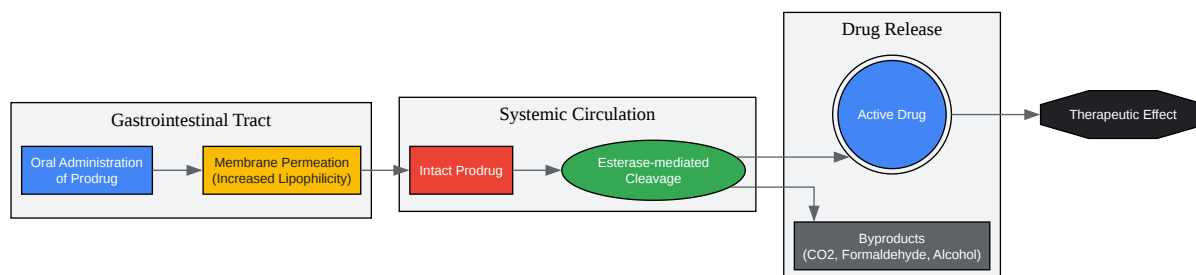 Gastrointestinal Tract
Oral Administration
of Prodrug
Membrane Permeation
(Increased Lipophilicity)
Systemic Circulation
Intact Prodrug
Esterase-mediated
Cleavage
Drug Release
Active Drug
Byproducts
(CO2, Formaldehyde, Alcohol)
Therapeutic Effect